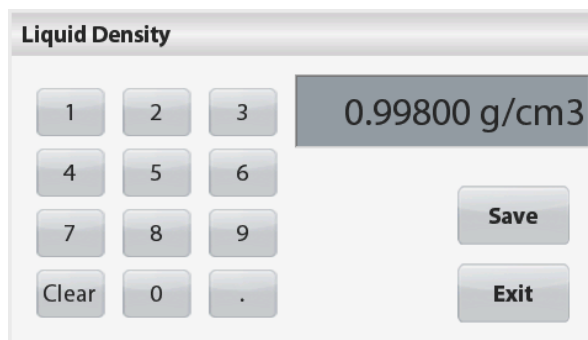 Liquid Density
0.99800 g/cm3
1 2 3
4 5 6
7 8 9
Clear 0 .
Save
Exit